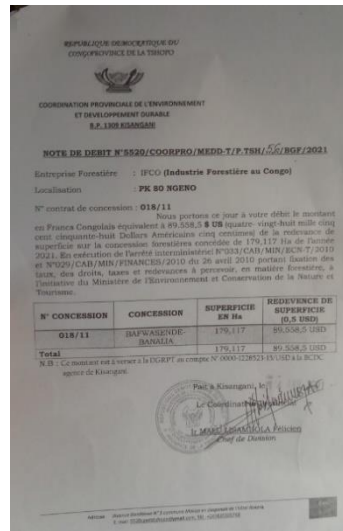 REPUBLIQUE DEMOCRATIQUE DU
CONGOPROVINCE DE LA TSHOPO
COORDINATION PROVINCIALE DE L'ENVIRONNEMENT
ET DEVELOPPEMENT DURABLE
B.P. 1309 KISANGANI
NOTE DE DEBIT N°5520/COORPRO/MEDD-T/P.TSH/56/BGF/2021
Entreprise Forestière : IFCO (Industrie Forestière au Congo)
Localisation : PK 80 NGENO
N° contrat de concession : 018/11
Nous portons ce jour à votre débit le montant
en Francs Congolais équivalent à 89.558,5 $ US (quatre- vingt-huit mille cinq
cent cinquante-huit Dollars Américains cinq centimes) de la redevance de
superficie sur la concession forestières concédée de 179,117 Ha de l'année
2021. En exécution de l'arrêté interministériel N°033/CAB/MIN/ECN-T/2010
et N°029/CAB/MIN/FINANCES/2010 du 26 avril 2010 portant fixation des
taux, des droits, taxes et redevances à percevoir, en matière forestière, à
l'initiative du Ministère de l'Environnement et Conservation de la Nature et
Tourisme.
N° CONCESSION CONCESSION SUPERFICIE EN Ha REDEVENCE DE SUPERFICIE (0,5 USD)
018/11 BAFWASENDE-BANALIA 179,117 89.558,5 USD
Total 179,117 89.558,5 USD
N.B : Ce montant est à verser à la DGRPT en compte à la BCDC
agence de Kisangani.
Fait à Kisangani, le
Le Coordinateur
Félicien
Chef de Division